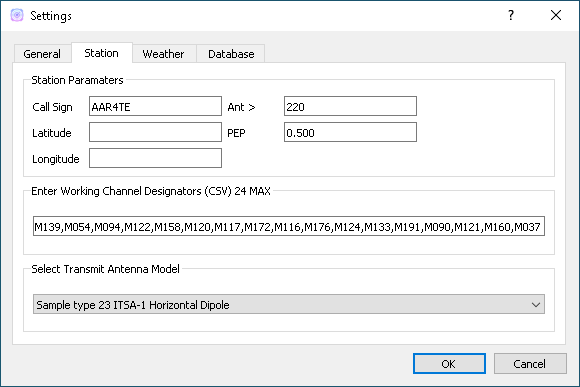 Settings
?
General Station Weather Database
Station Paramaters
Call Sign AAR4TE Ant > 220
Latitude PEP 0.500
Longitude
Enter Working Channel Designators (CSV) 24 MAX
M139,M054,M094,M122,M158,M120,M117,M172,M116,M176,M124,M133,M191,M090,M121,M160,M037
Select Transmit Antenna Model
Sample type 23 ITSA-1 Horizontal Dipole
OK Cancel